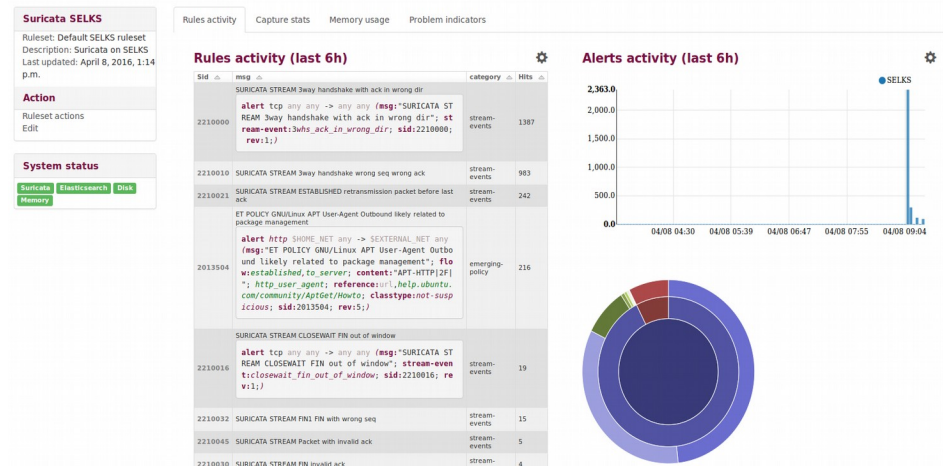 Suricata SELKS
Ruleset: Default SELKS ruleset
Description: Suricata on SELKS
Last updated: April 8, 2016, 1:14
p.m.
Action
Ruleset actions
Edit
System status
Suricata Elasticsearch Disk
Memory
Rules activity Capture stats Memory usage Problem indicators
Rules activity (last 6h)
Sid msg category Hits
SURICATA STREAM 3way handshake with ack in wrong dir
alert tcp any any -> any any (msg:"SURICATA ST
REAM 3way handshake with ack in wrong dir"; st
ream-event:3whs_ack_in_wrong_dir; sid:2210000;
rev:1;)
2210000 stream-events 1387
2210010 SURICATA STREAM 3way handshake wrong seq wrong ack stream-events 983
2210021 SURICATA STREAM ESTABLISHED retransmission packet before last
ack stream-events 242
ET POLICY GNU/Linux APT User-Agent Outbound likely related to
package management
alert http $HOME_NET any -> $EXTERNAL_NET any
(msg:"ET POLICY GNU/Linux APT User-Agent Outbo
und likely related to package management"; flo
w:established,to_server; content:"APT-HTTP|2F|
"; http_user_agent; reference:url,help.ubuntu.
com/community/AptGet/Howto; classtype:not-susp
icious; sid:2013504; rev:5;)
2013504 emerging-policy 216
SURICATA STREAM CLOSEWAIT FIN out of window
alert tcp any any -> any any (msg:"SURICATA ST
REAM CLOSEWAIT FIN out of window"; stream-even
t:closewait_fin_out_of_window; sid:2210016; re
v:1;)
2210016 stream-events 19
2210032 SURICATA STREAM FIN1 FIN with wrong seq stream-events 15
2210045 SURICATA STREAM Packet with invalid ack stream-events 5
2210030 SURICATA STREAM FIN invalid ack stream- 4
Alerts activity (last 6h)
SELKS
2,363.0
2,000.0
1,500.0
1,000.0
500.0
0.0
04/08 04:30 04/08 05:39 04/08 06:47 04/08 07:55 04/08 09:04